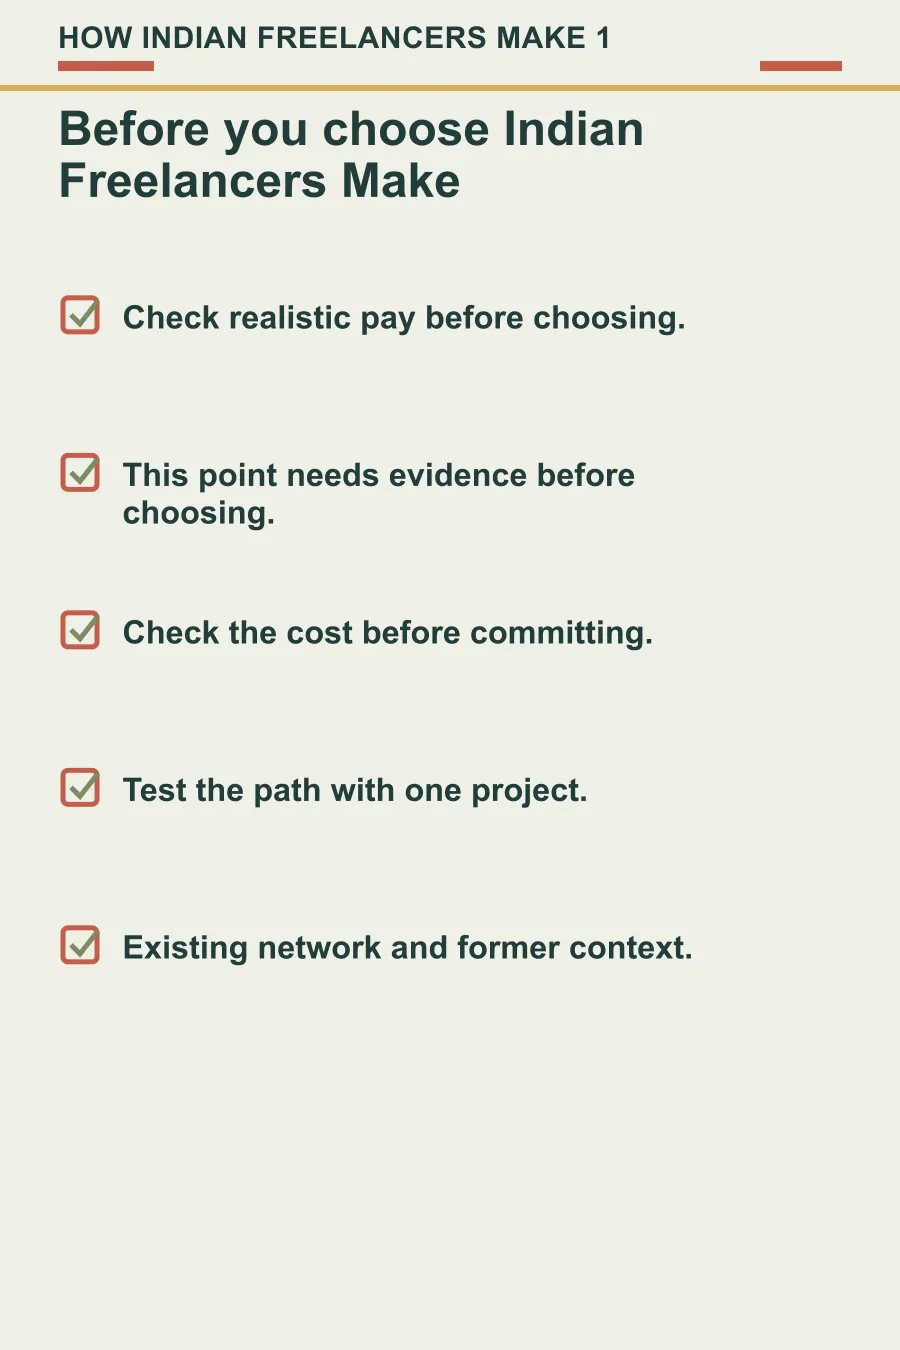 HOW INDIAN FREELANCERS MAKE 1
Before you choose Indian
Freelancers Make
Check realistic pay before choosing.
This point needs evidence before
choosing.
Check the cost before committing.
Test the path with one project.
Existing network and former context.